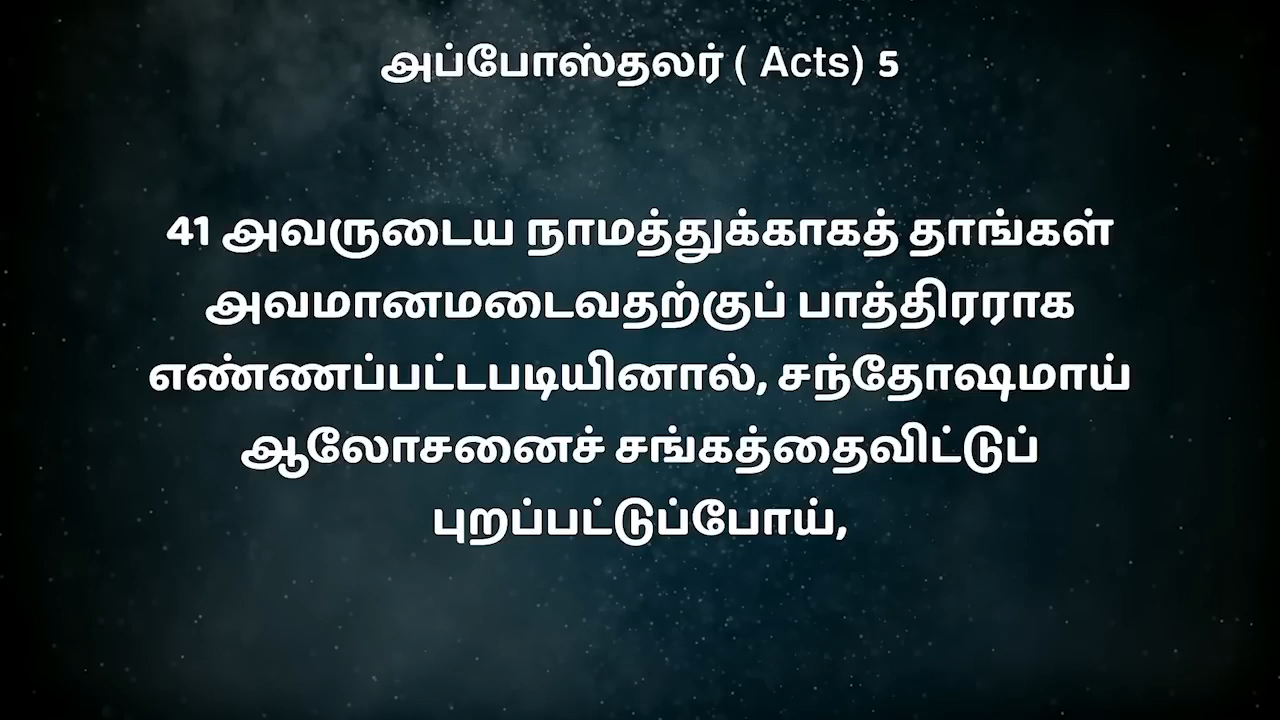 அப்போஸ்தலர் ( Acts) 5
41 அவருடைய நாமத்துக்காகத் தாங்கள்
அவமானமடைவதற்குப் பாத்திரராக
எண்ணப்பட்டபடியினால், சந்தோஷமாய்
ஆலோசனைச் சங்கத்தைவிட்டுப்
புறப்பட்டுப்போய்,